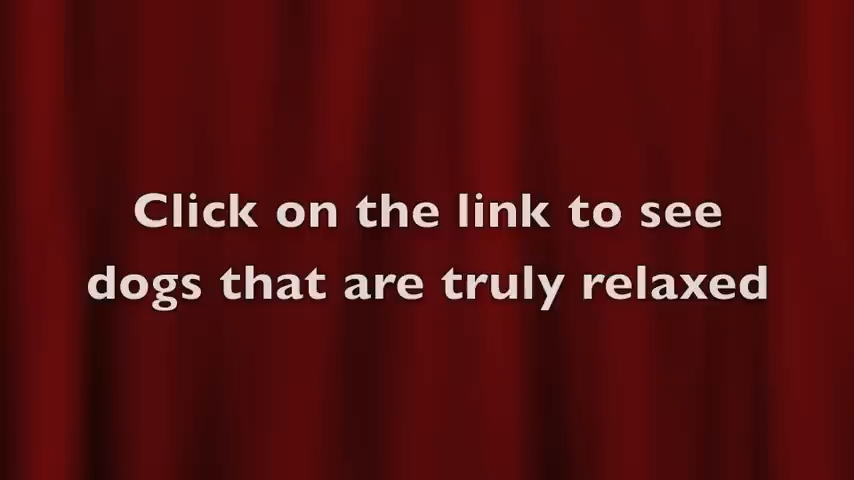 Click on the link to see
dogs that are truly relaxed